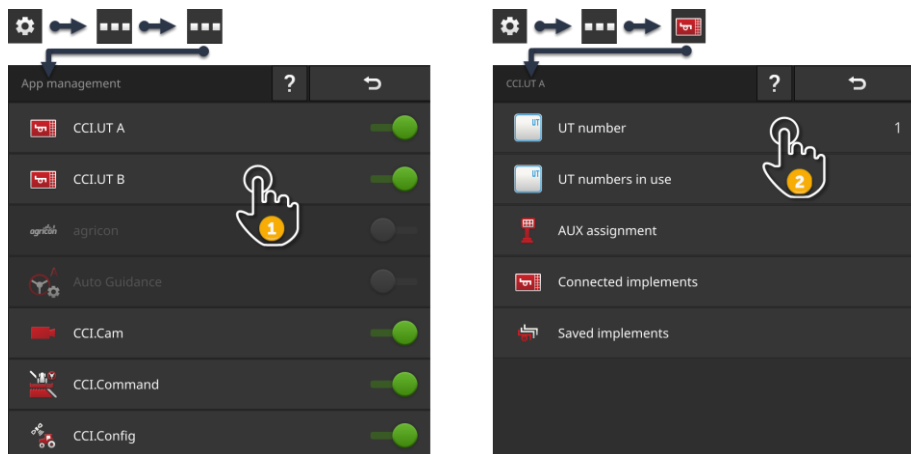 App management
?
CCI.UT A
CCI.UT B
1
agricon agricon
Auto Guidance
CCI.Cam
CCI.Command
CCI.Config
CCI.UT A
?
UT UT number 1
2
UT UT numbers in use
AUX assignment
Connected implements
Saved implements